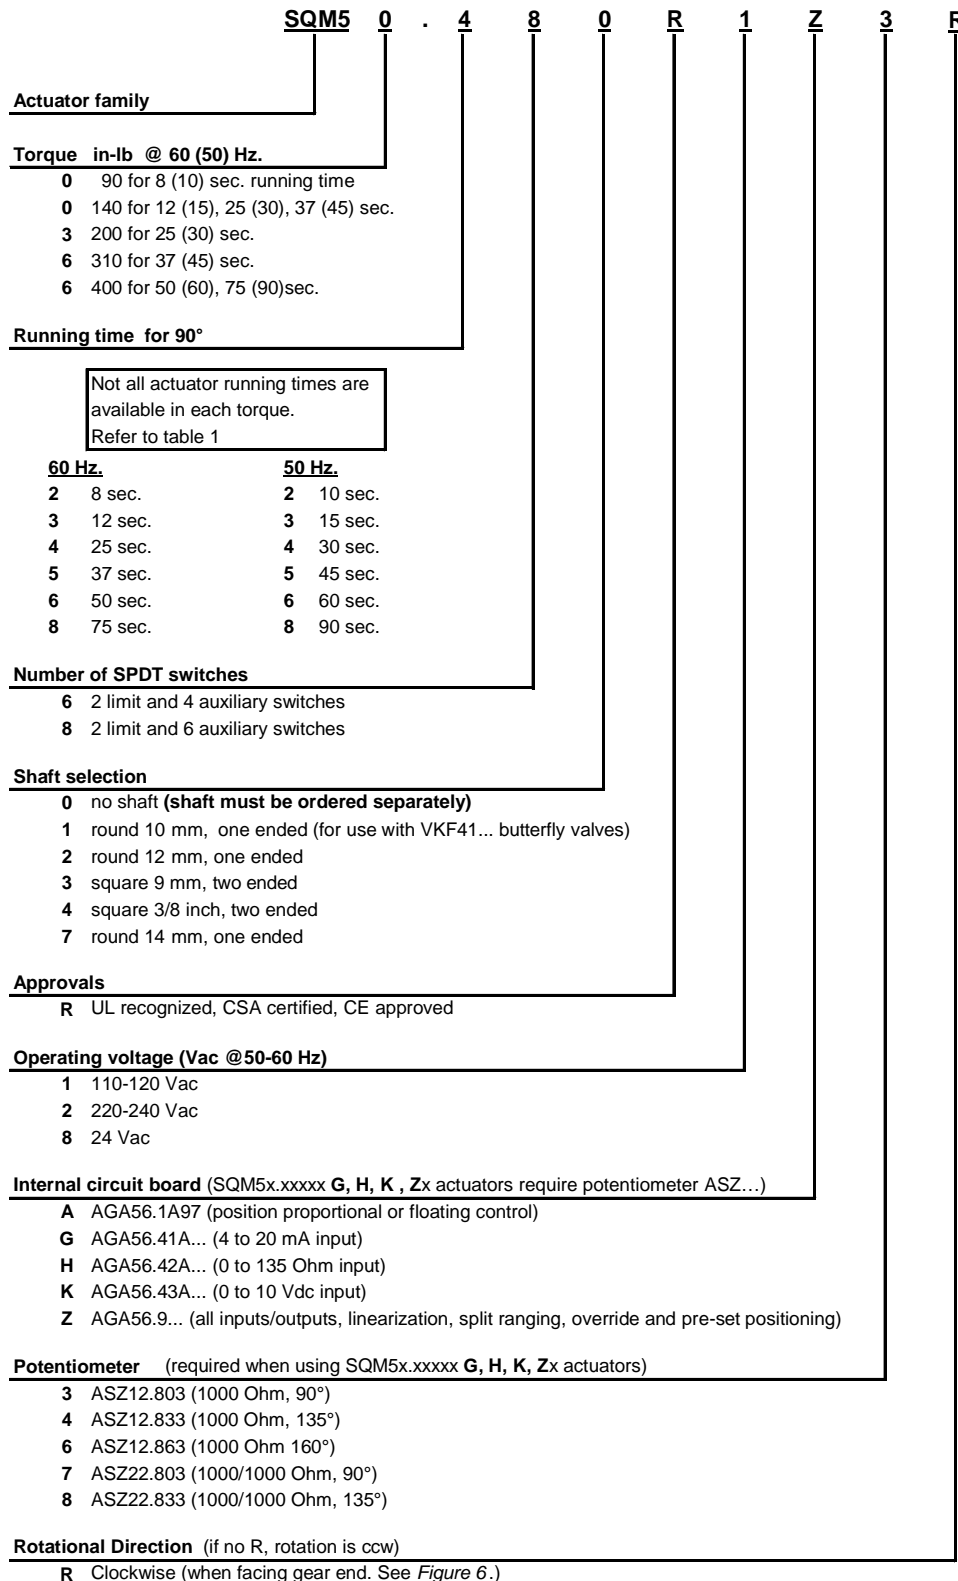 SQM5 0 . 4 8 0 R 1 Z 3 R
Actuator family
Torque in-lb @ 60 (50) Hz.
0 90 for 8 (10) sec. running time
0 140 for 12 (15), 25 (30), 37 (45) sec.
3 200 for 25 (30) sec.
6 310 for 37 (45) sec.
6 400 for 50 (60), 75 (90)sec.
Running time for 90°
Not all actuator running times are
available in each torque.
Refer to table 1
60 Hz. 50 Hz.
2 8 sec. 2 10 sec.
3 12 sec. 3 15 sec.
4 25 sec. 4 30 sec.
5 37 sec. 5 45 sec.
6 50 sec. 6 60 sec.
8 75 sec. 8 90 sec.
Number of SPDT switches
6 2 limit and 4 auxiliary switches
8 2 limit and 6 auxiliary switches
Shaft selection
0 no shaft (shaft must be ordered separately)
1 round 10 mm, one ended (for use with VKF41... butterfly valves)
2 round 12 mm, one ended
3 square 9 mm, two ended
4 square 3/8 inch, two ended
7 round 14 mm, one ended
Approvals
R UL recognized, CSA certified, CE approved
Operating voltage (Vac @50-60 Hz)
1 110-120 Vac
2 220-240 Vac
8 24 Vac
Internal circuit board (SQM5x.xxxxx G, H, K , Zx actuators require potentiometer ASZ…)
A AGA56.1A97 (position proportional or floating control)
G AGA56.41A... (4 to 20 mA input)
H AGA56.42A... (0 to 135 Ohm input)
K AGA56.43A... (0 to 10 Vdc input)
Z AGA56.9... (all inputs/outputs, linearization, split ranging, override and pre-set positioning)
Potentiometer (required when using SQM5x.xxxxx G, H, K, Zx actuators)
3 ASZ12.803 (1000 Ohm, 90°)
4 ASZ12.833 (1000 Ohm, 135°)
6 ASZ12.863 (1000 Ohm 160°)
7 ASZ22.803 (1000/1000 Ohm, 90°)
8 ASZ22.833 (1000/1000 Ohm, 135°)
Rotational Direction (if no R, rotation is ccw)
R Clockwise (when facing gear end. See Figure 6.)